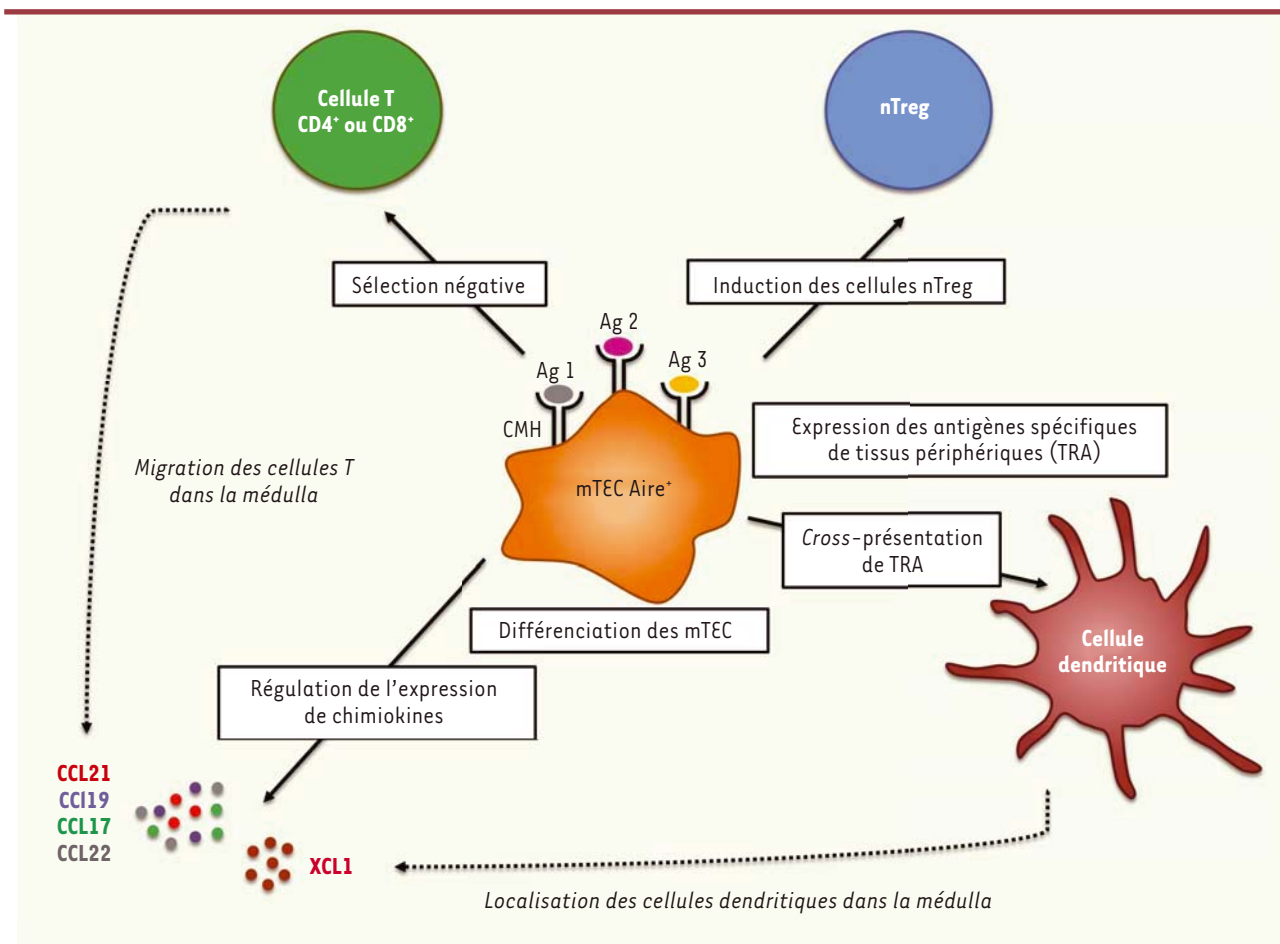 Cellule T
CD4⁺ ou CD8⁺
nTreg
Sélection négative
Induction des cellules nTreg
Ag 2
Ag 1
Ag 3
CMH
mTEC Aire⁺
Expression des antigènes spécifiques
de tissus périphériques (TRA)
Migration des cellules T
dans la médulla
Cross-présentation
de TRA
Différenciation des mTEC
Cellule
dendritique
Régulation de l’expression
de chimiokines
CCL21
CCl19
CCL17
CCL22
XCL1
Localisation des cellules dendritiques dans la médulla